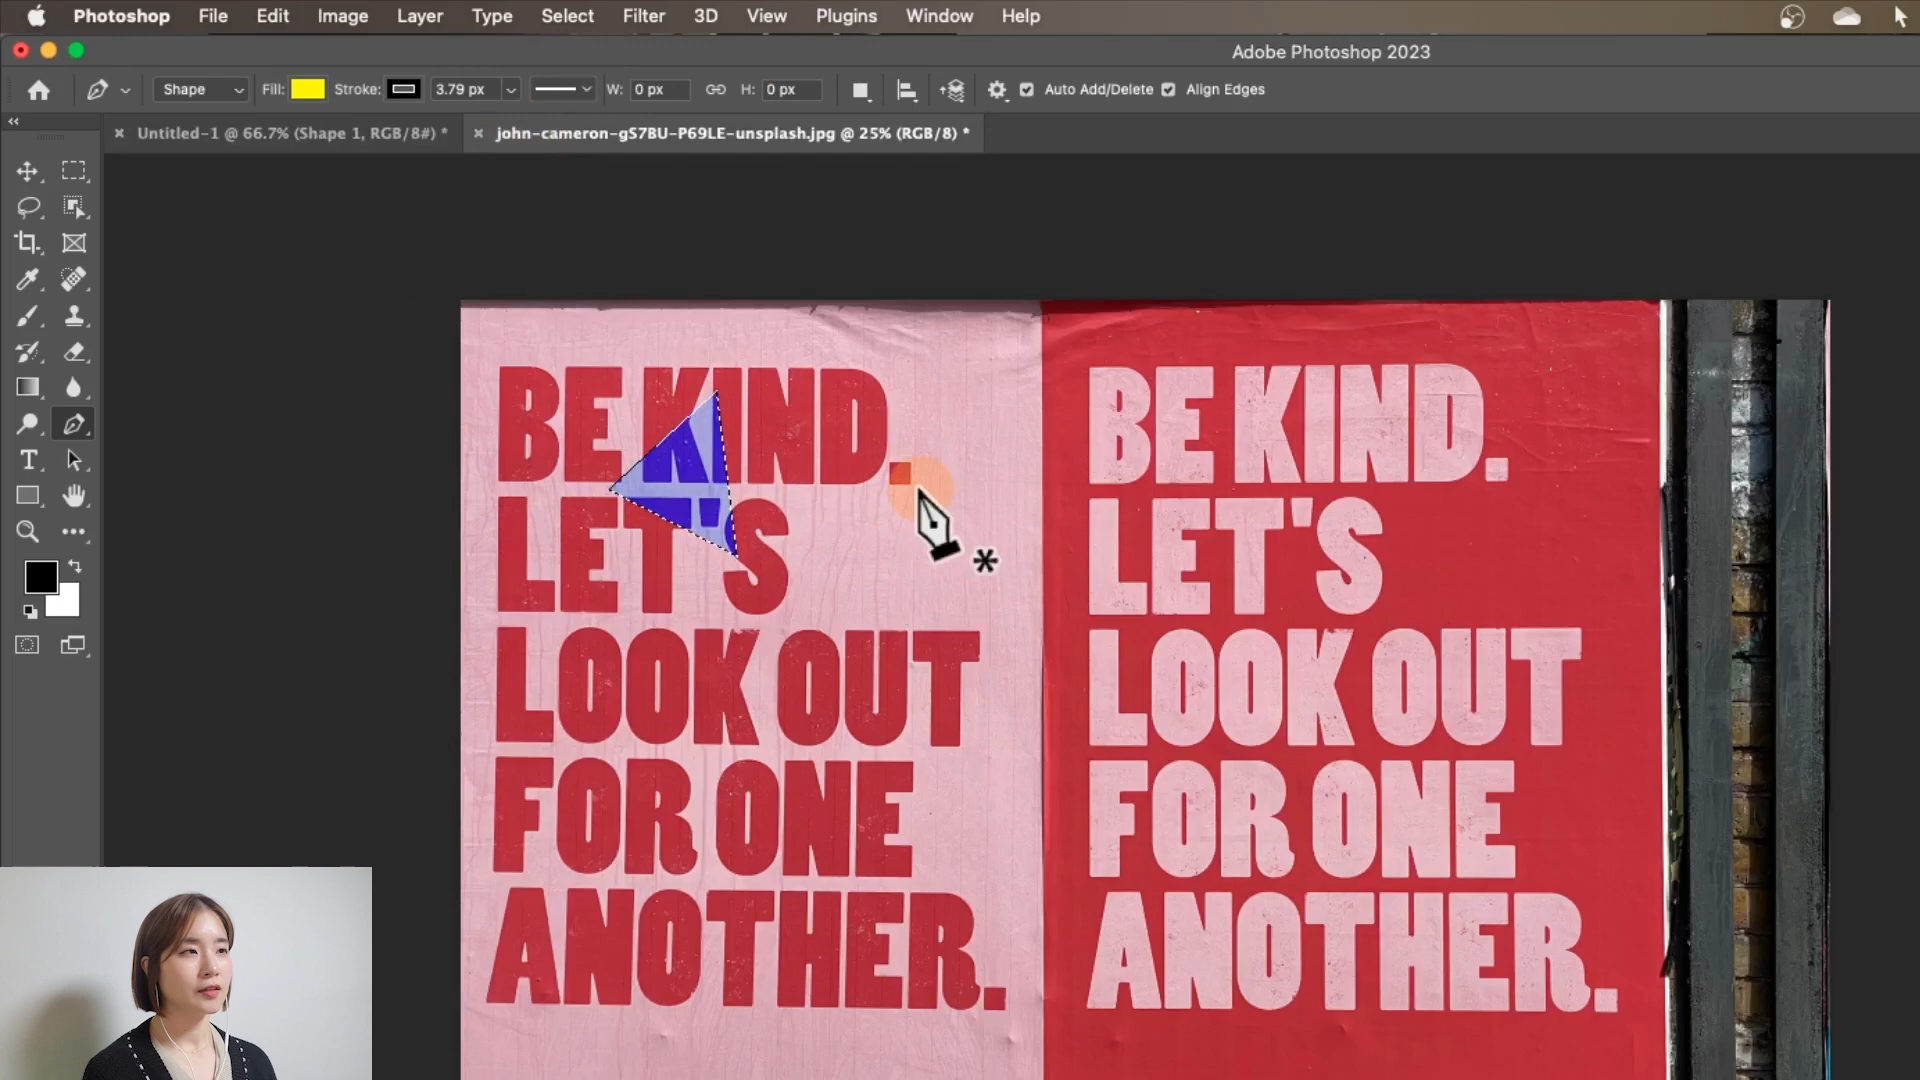 Photoshop File Edit Image Layer Type Select Filter 3D View Plugins Window Help
Adobe Photoshop 2023
Shape Fill: Stroke: 3.79 px W: 0 px H: 0 px Auto Add/Delete Align Edges
Untitled-1 @ 66.7% (Shape 1, RGB/8#) * john-cameron-gS7BU-P69LE-unsplash.jpg @ 25% (RGB/8) *
BE KIND.
LET'S
LOOK OUT
FOR ONE
ANOTHER.
BE KIND.
LET'S
LOOK OUT
FOR ONE
ANOTHER.